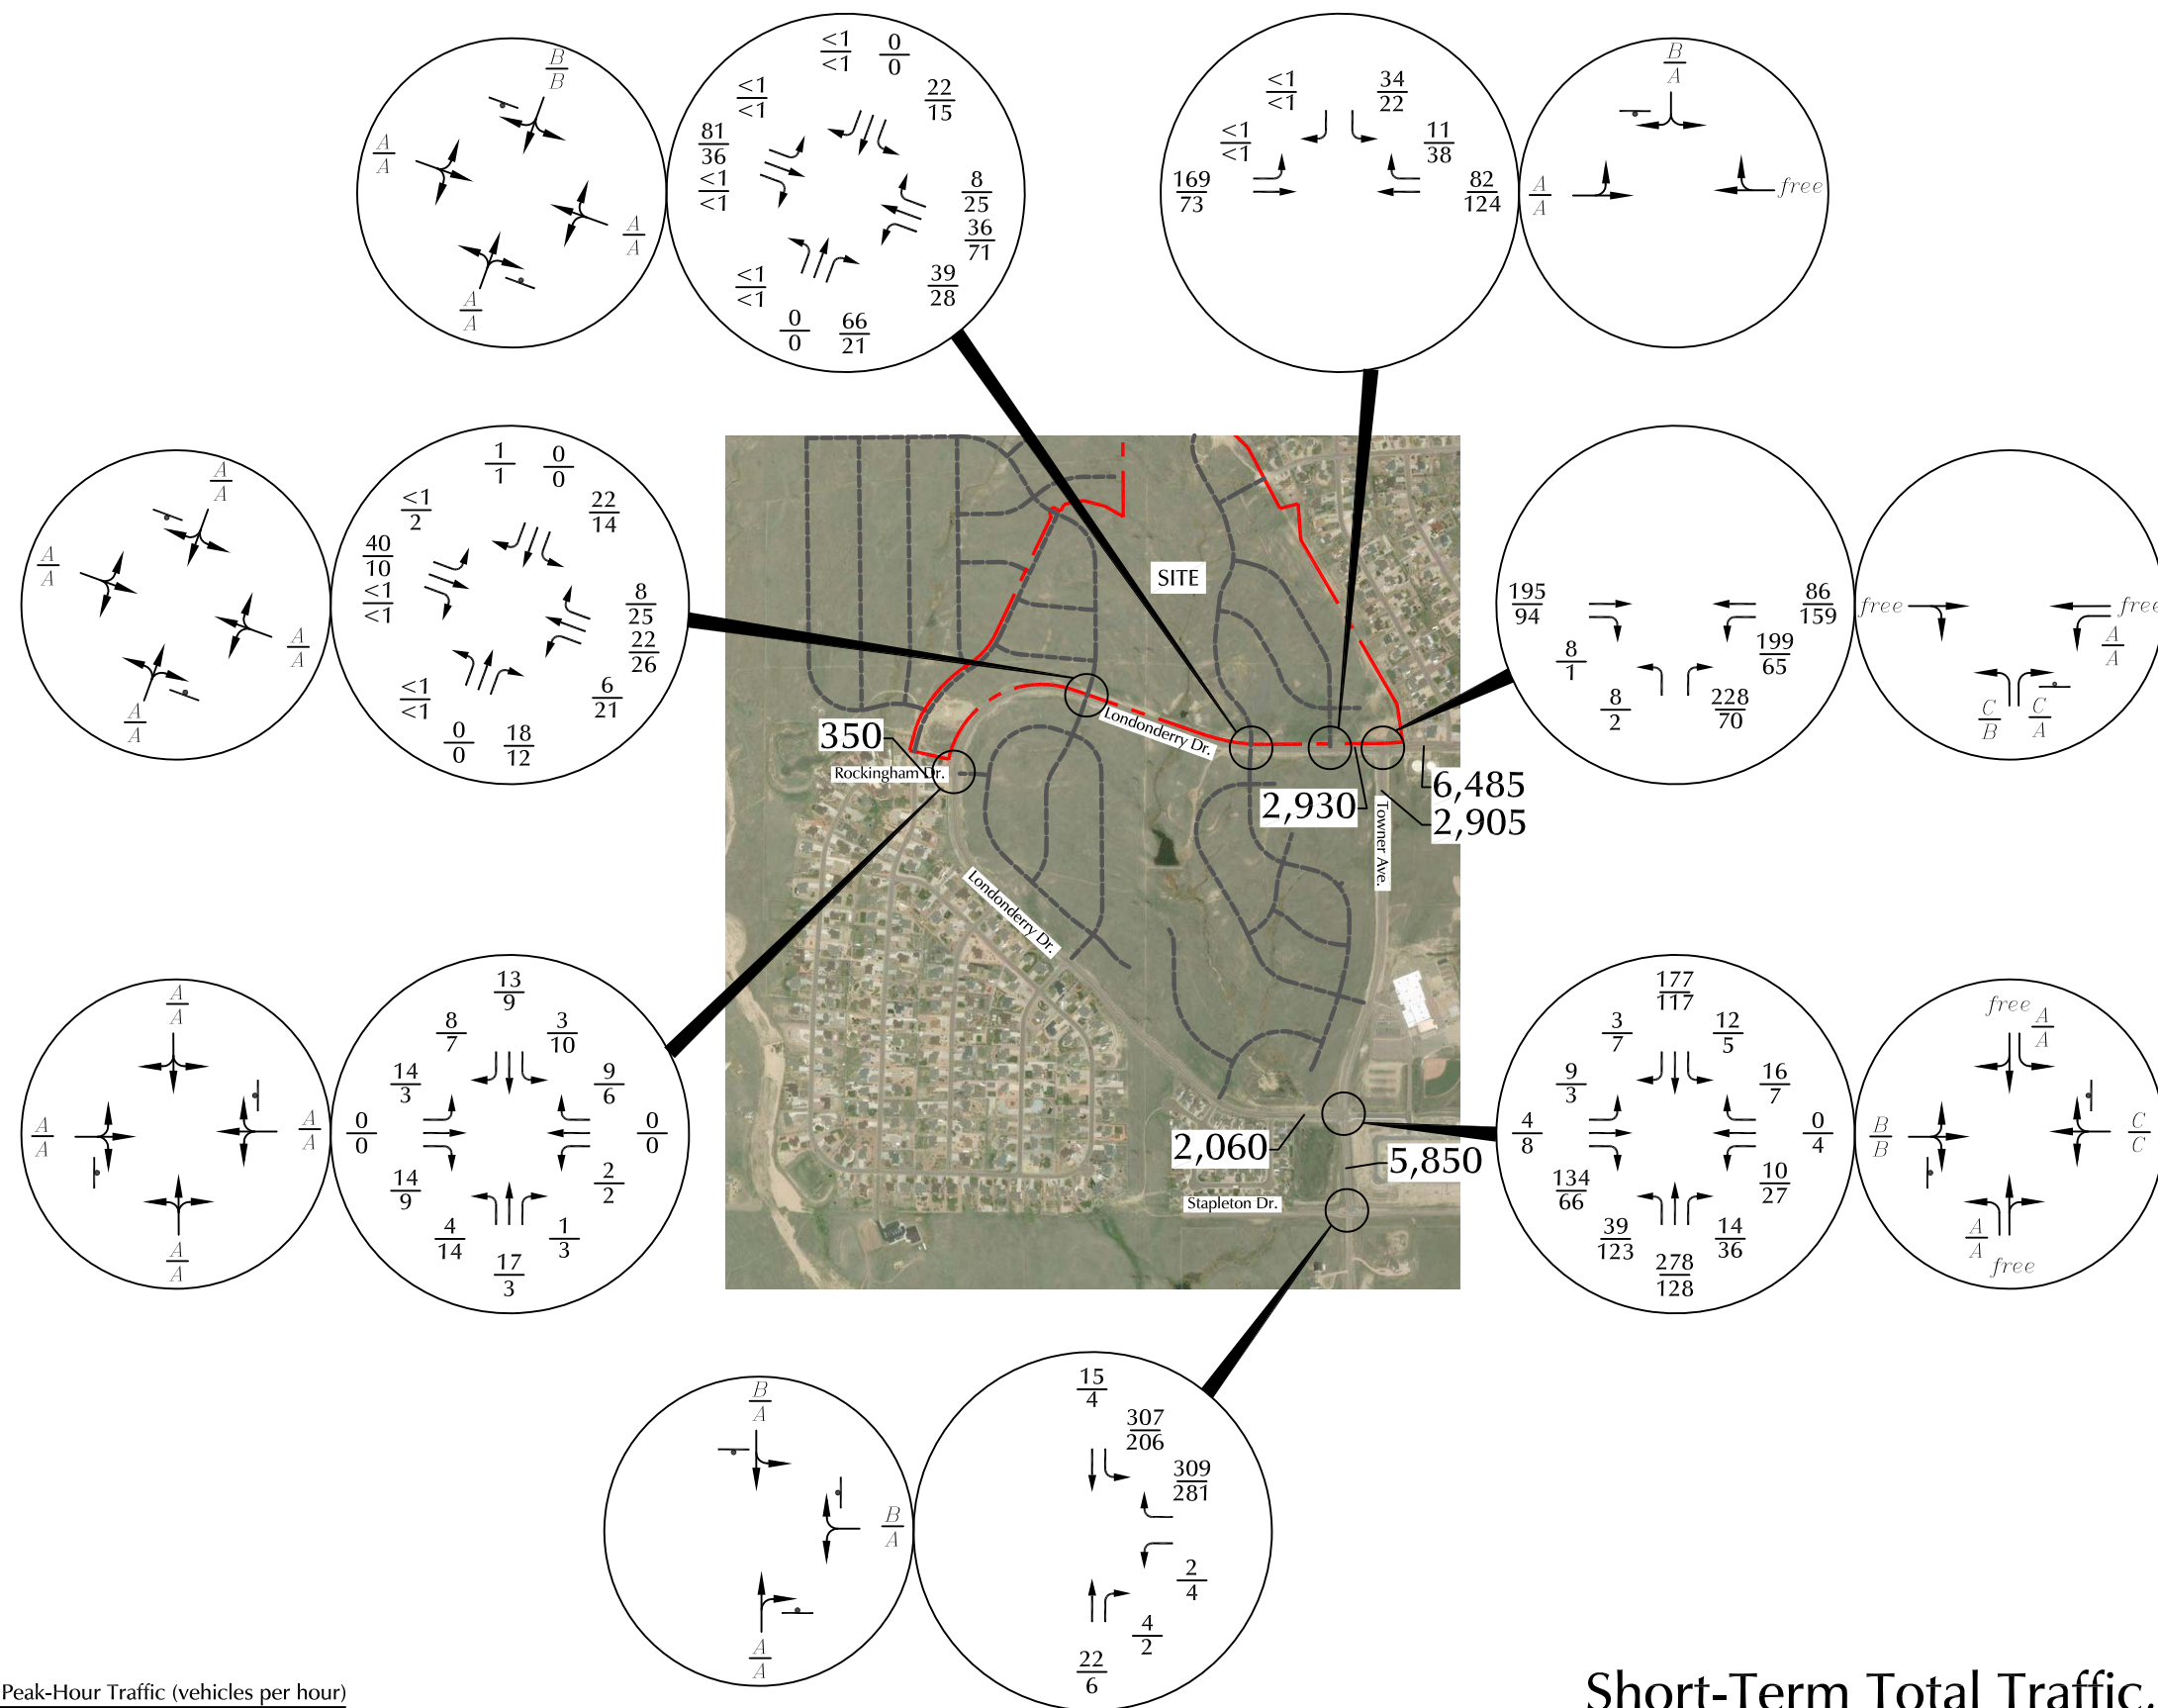 B
B
A
A
A
A
A
A
<1
<1
0
0
22
15
<1
<1
81
36
<1
<1
8
25
36
71
39
28
<1
<1
0
0
66
21
<1
<1
34
22
<1
<1
11
38
169
73
82
124
B
A
A
A
free
A
A
A
A
A
A
A
A
1
1
0
0
22
14
<1
2
40
10
<1
<1
8
25
22
26
6
21
<1
<1
0
0
18
12
195
94
86
159
8
1
199
65
8
2
228
70
free
free
A
A
C
B
C
A
SITE
Londonderry Dr.
350
Rockingham Dr.
2,930
6,485
2,905
Towner Ave.
Londonderry Dr.
2,060
5,850
Stapleton Dr.
A
A
A
A
A
A
A
A
13
9
8
7
3
10
14
3
9
6
0
0
0
0
14
9
2
2
4
14
1
3
17
3
177
117
3
7
12
5
9
3
16
7
4
8
0
4
134
66
10
27
39
123
14
36
278
128
free
A
A
B
B
C
C
A
A
free
B
A
B
A
A
A
15
4
307
206
309
281
2
4
4
2
22
6
Peak-Hour Traffic (vehicles per hour)
Short-Term Total Traffic,